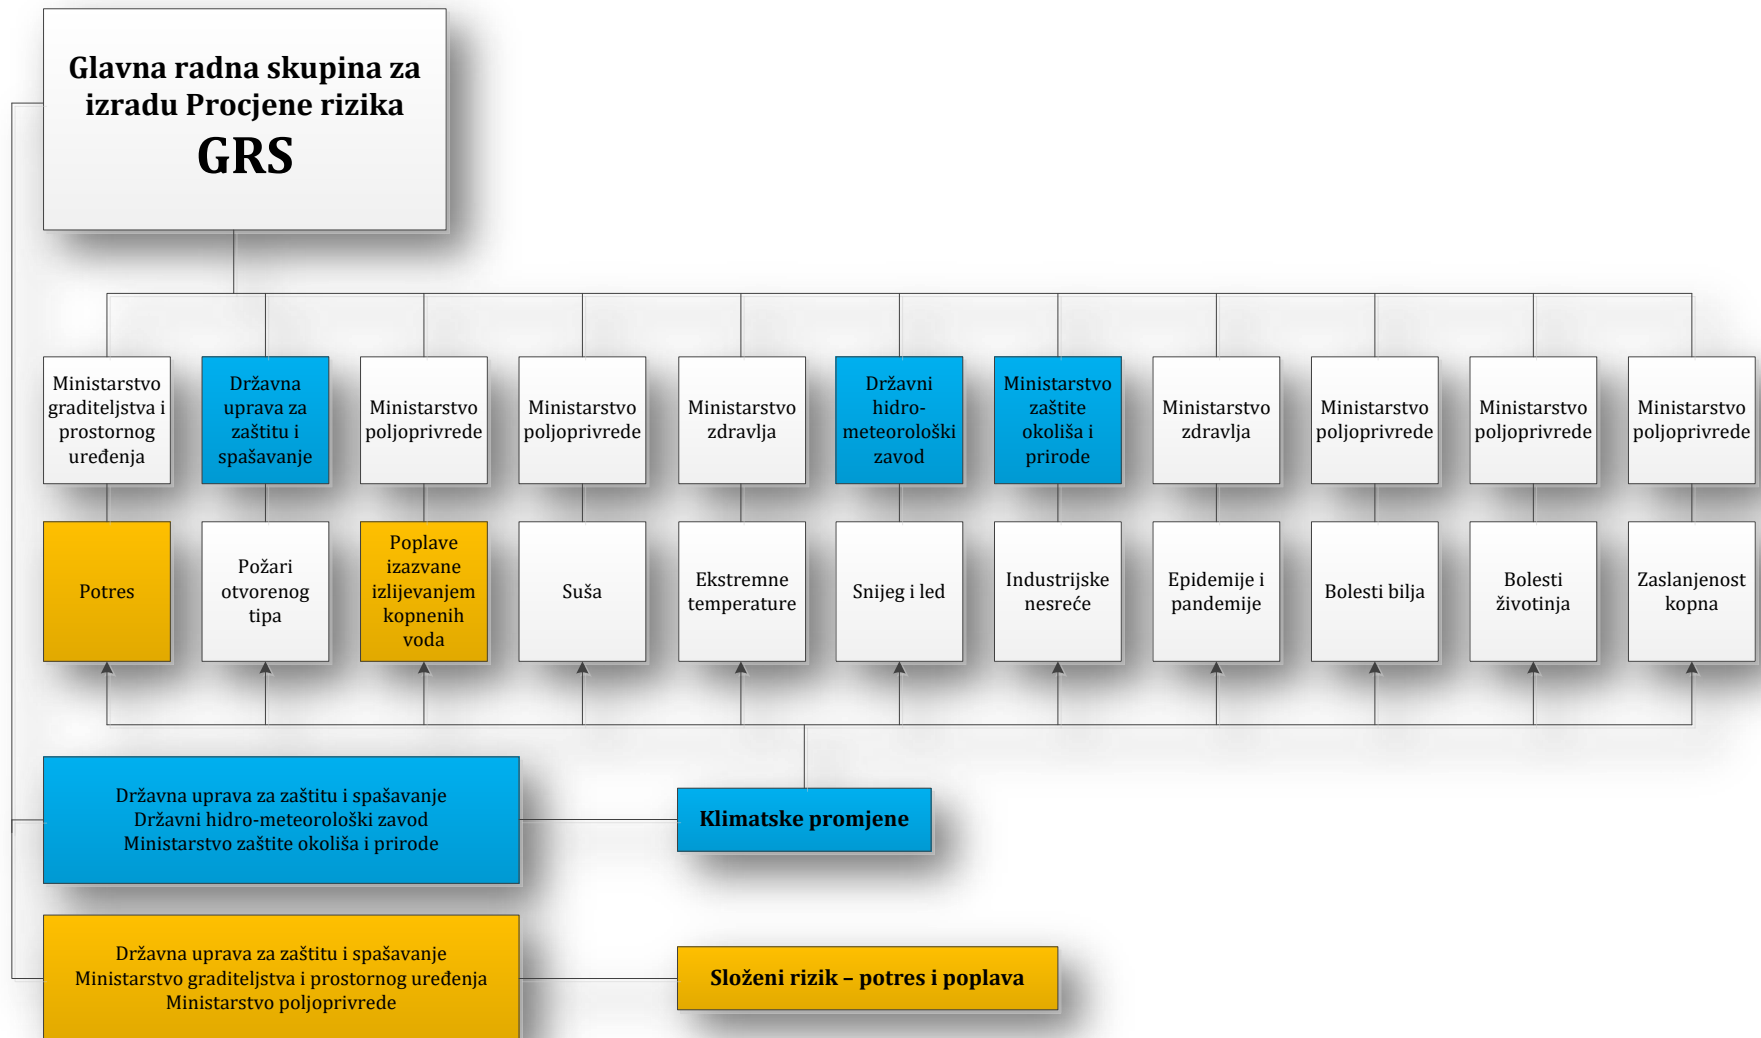 Glavna radna skupina za
izradu Procjene rizika
GRS
Ministarstvo
graditeljstva i
prostornog
uređenja
Državna
uprava za
zaštitu i
spašavanje
Ministarstvo
poljoprivrede
Ministarstvo
poljoprivrede
Ministarstvo
zdravlja
Državni
hidro-
meteorološki
zavod
Ministarstvo
zaštite
okoliša i
prirode
Ministarstvo
zdravlja
Ministarstvo
poljoprivrede
Ministarstvo
poljoprivrede
Ministarstvo
poljoprivrede
Potres
Požari
otvorenog
tipa
Poplave
izazvane
izlijevanjem
kopnenih
voda
Suša
Ekstremne
temperature
Snijeg i led
Industrijske
nesreće
Epidemije i
pandemije
Bolesti bilja
Bolesti
životinja
Zaslanjenost
kopna
Državna uprava za zaštitu i spašavanje
Državni hidro-meteorološki zavod
Ministarstvo zaštite okoliša i prirode
Klimatske promjene
Državna uprava za zaštitu i spašavanje
Ministarstvo graditeljstva i prostornog uređenja
Ministarstvo poljoprivrede
Složeni rizik – potres i poplava